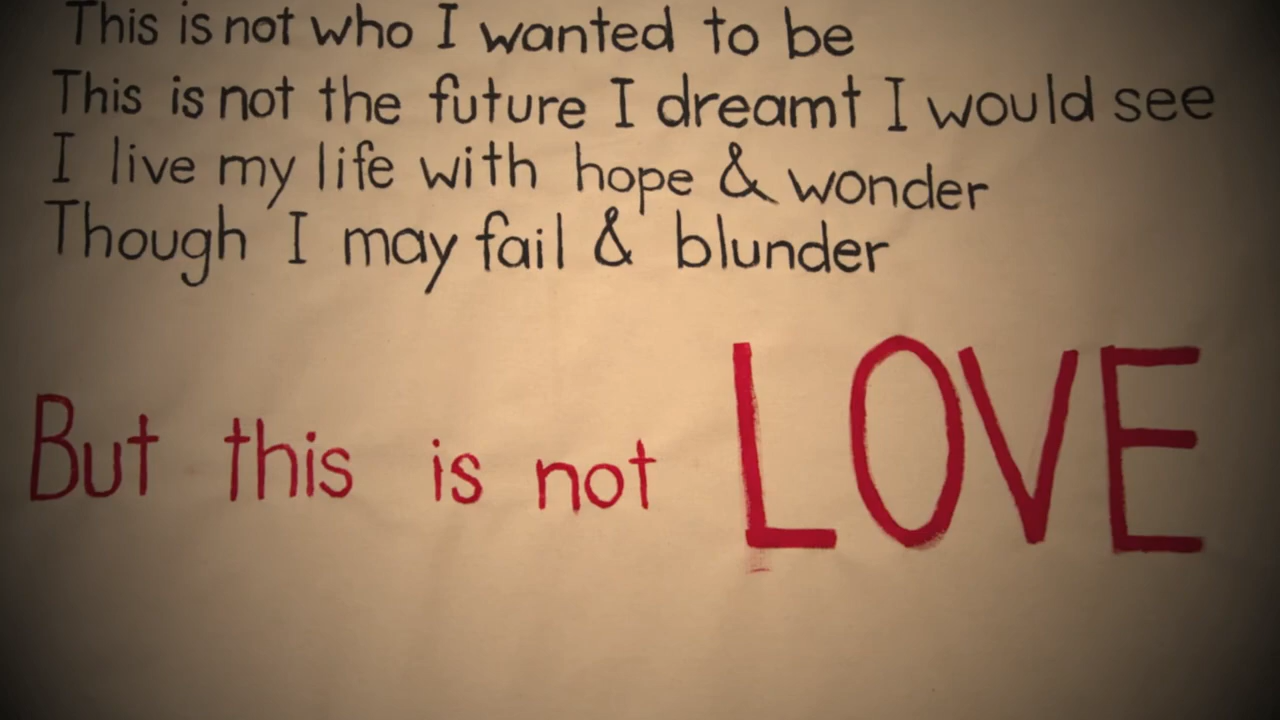 This is not who I wanted to be
This is not the future I dreamt I would see
I live my life with hope & wonder
Though I may fail & blunder
But this is not LOVE